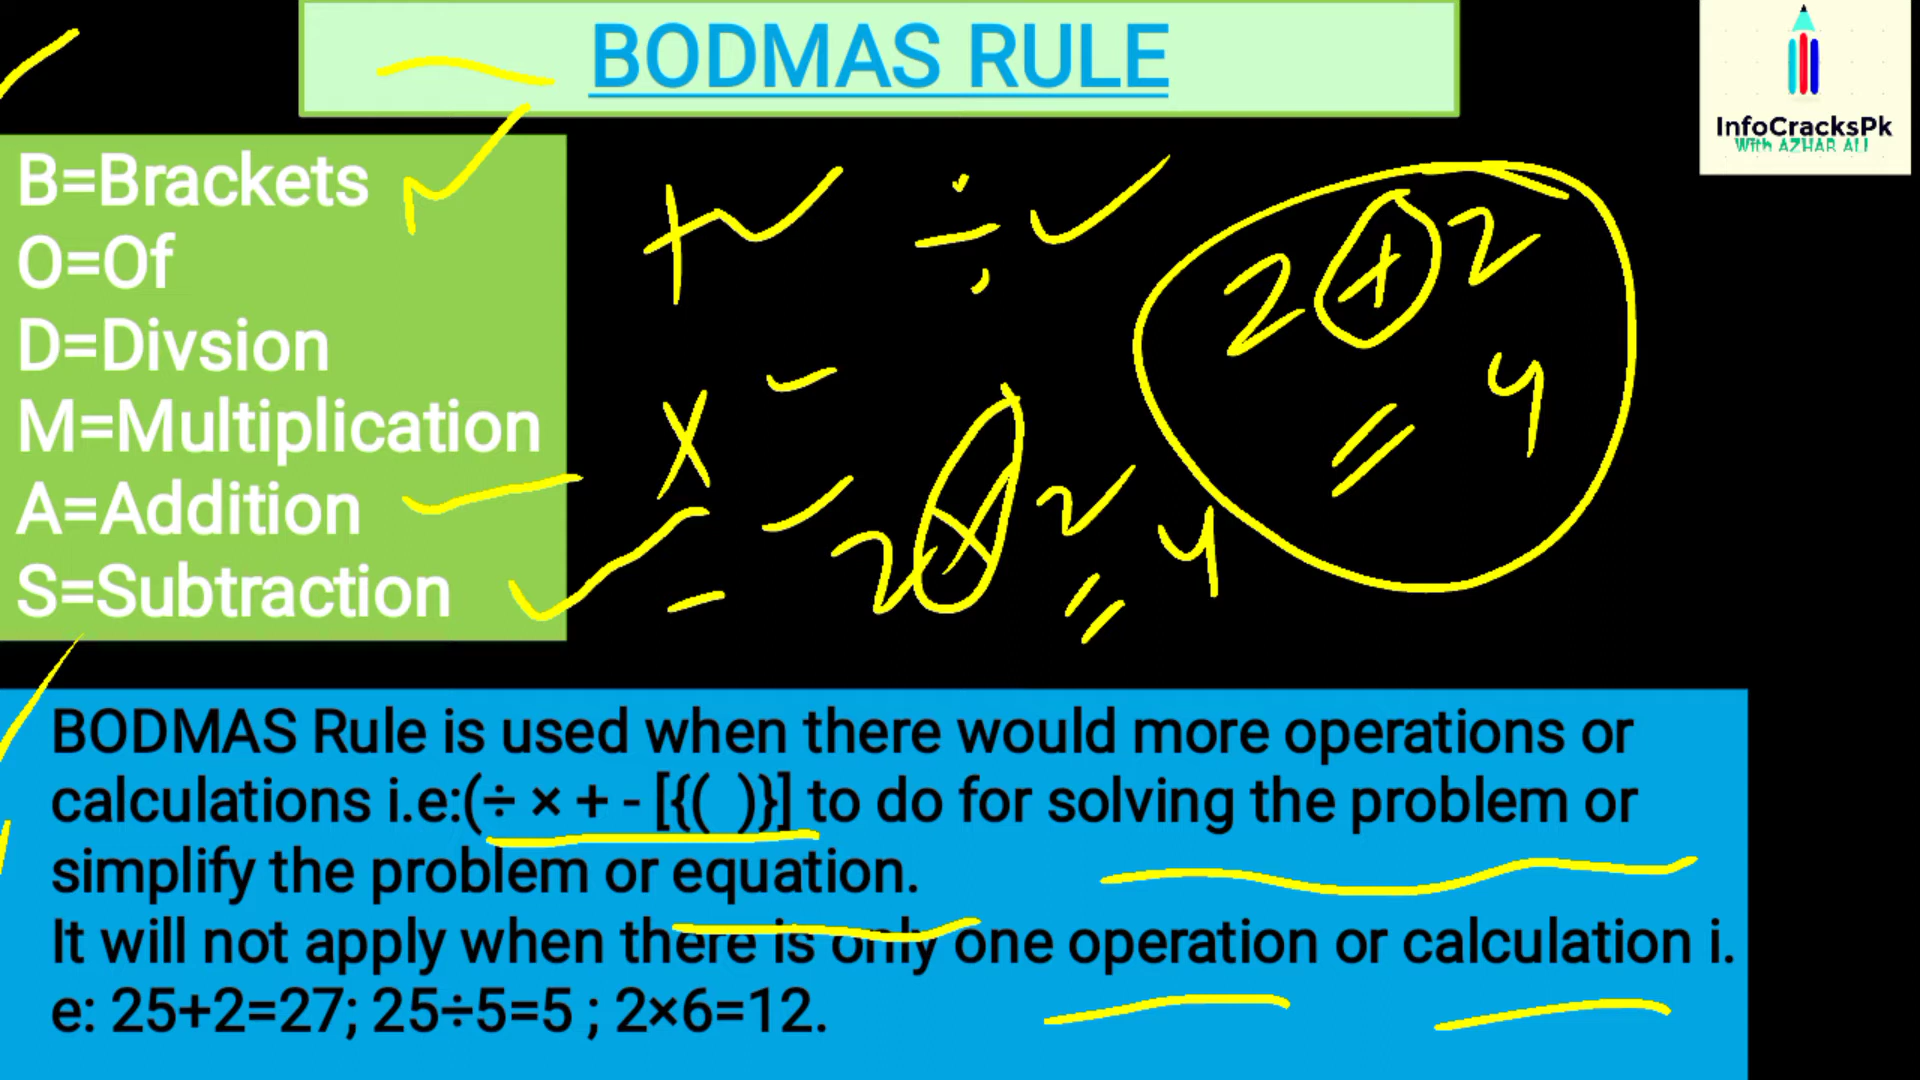 BODMAS RULE
InfoCracksPk
With AZHAR ALI
B=Brackets
O=Of
D=Divsion
M=Multiplication
A=Addition
S=Subtraction
+ ÷
2 + 2
= 4
×
-
2 × 2
= 4
BODMAS Rule is used when there would more operations or
calculations i.e:(÷ × + - [{( )}] to do for solving the problem or
simplify the problem or equation.
It will not apply when there is only one operation or calculation i.
e: 25+2=27; 25÷5=5 ; 2×6=12.